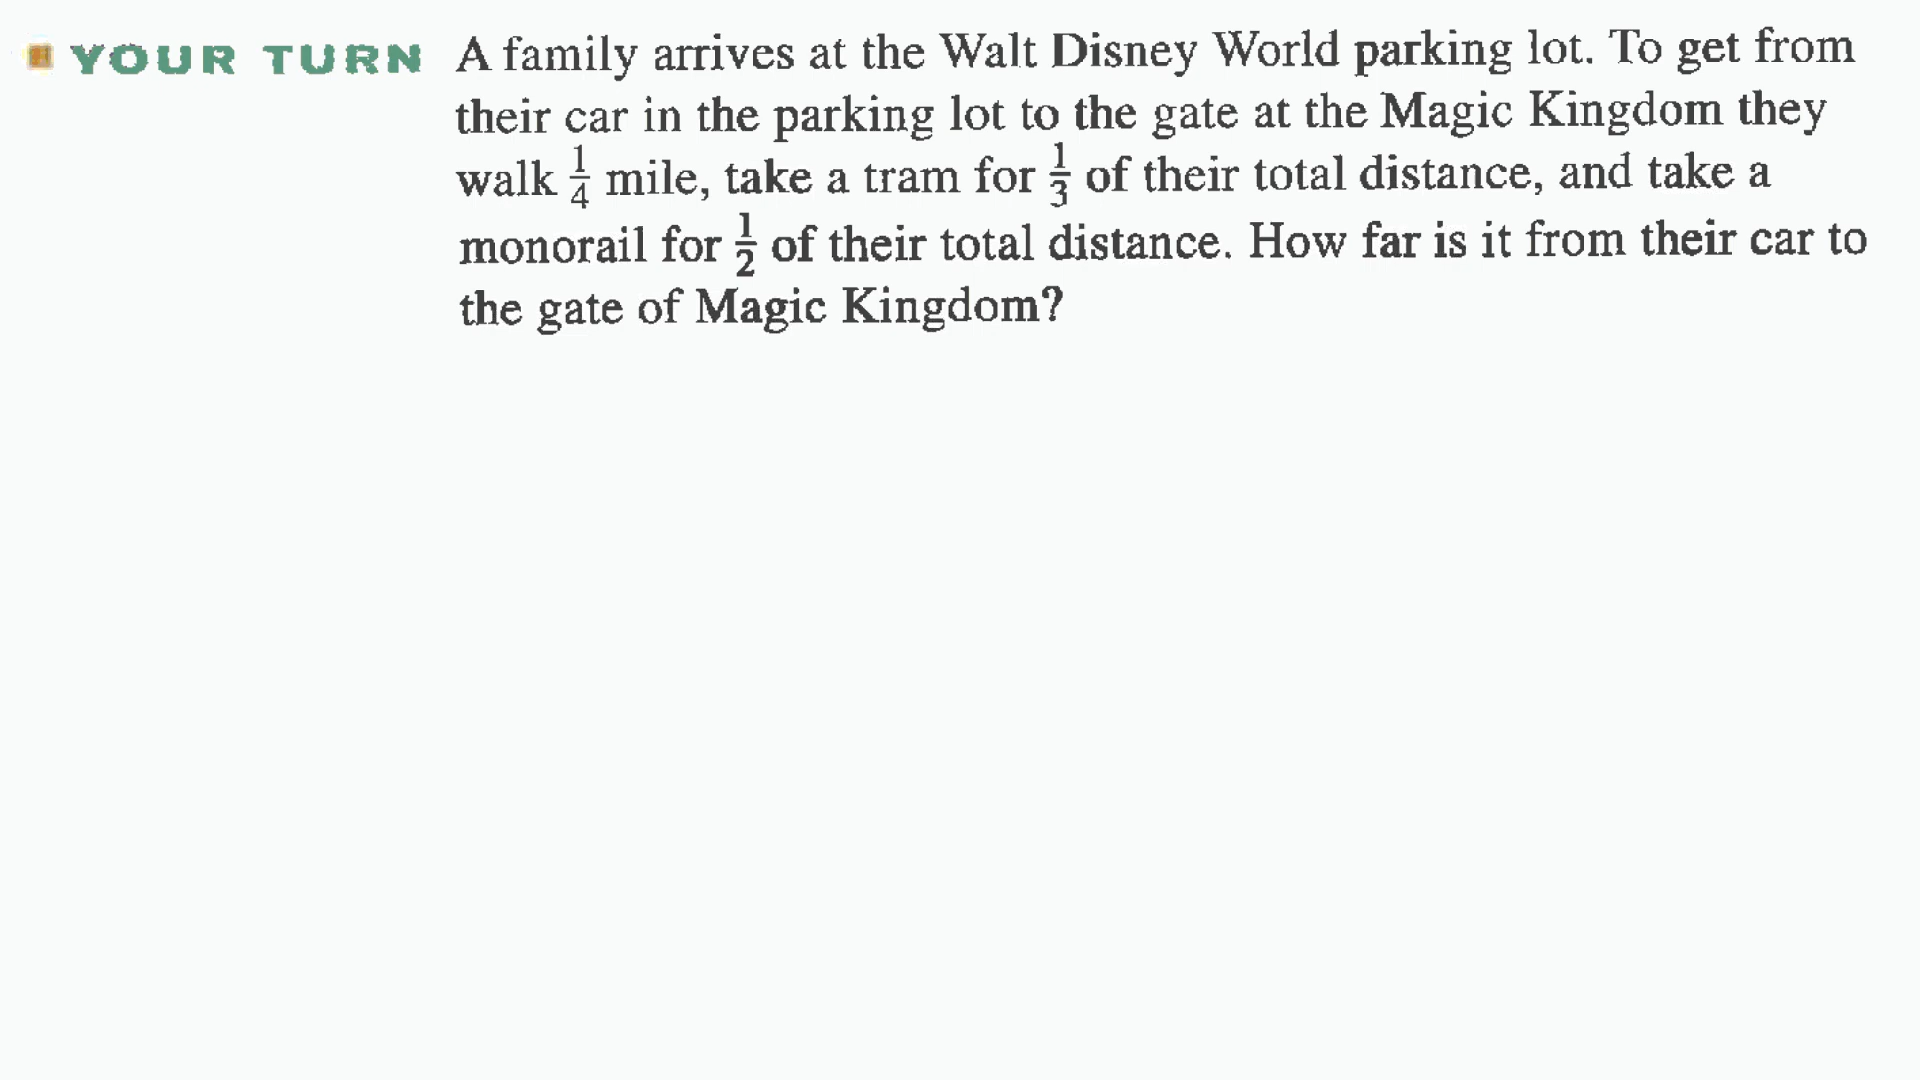 YOUR TURN A family arrives at the Walt Disney World parking lot. To get from
their car in the parking lot to the gate at the Magic Kingdom they
walk 1/4 mile, take a tram for 1/3 of their total distance, and take a
monorail for 1/2 of their total distance. How far is it from their car to
the gate of Magic Kingdom?